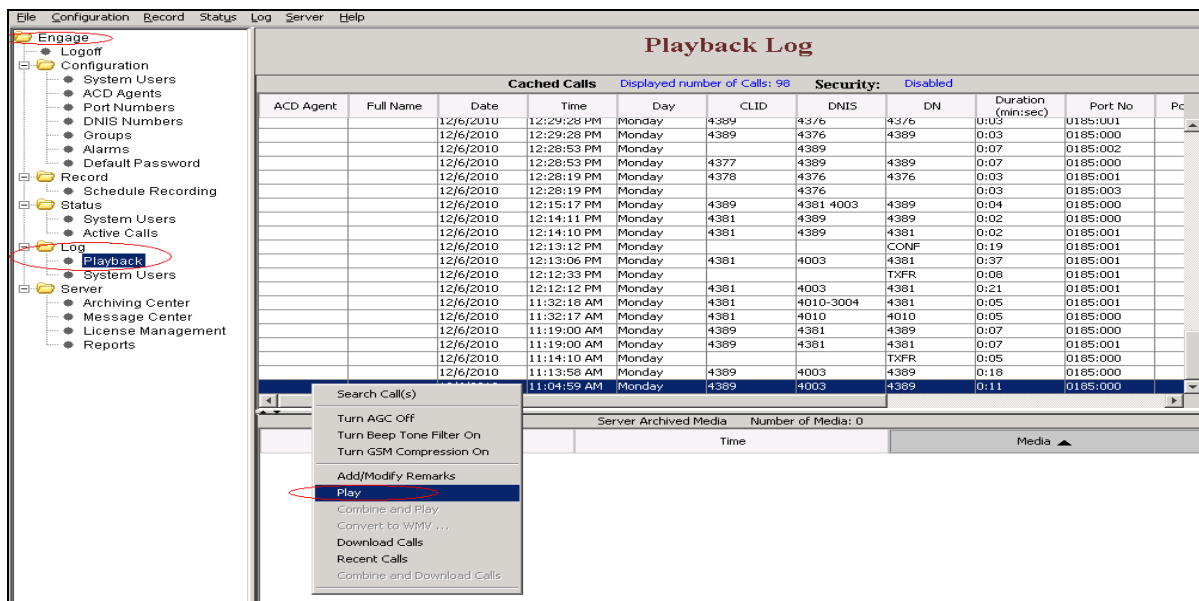 File Configuration Record Status Log Server Help
Engage
Logoff
Configuration
System Users
ACD Agents
Port Numbers
DNIS Numbers
Groups
Alarms
Default Password
Record
Schedule Recording
Status
System Users
Active Calls
Log
Playback
System Users
Server
Archiving Center
Message Center
License Management
Reports
Playback Log
Cached Calls Displayed number of Calls: 98 Security: Disabled
ACD Agent Full Name Date Time Day CLID DNIS DN Duration (min:sec) Port No Po
12/6/2010 12:29:28 PM Monday 4389 4376 4376 0:03 0185:001
12/6/2010 12:29:28 PM Monday 4389 4376 4389 0:03 0185:000
12/6/2010 12:28:53 PM Monday 4389 0:07 0185:002
12/6/2010 12:28:53 PM Monday 4377 4389 4389 0:07 0185:000
12/6/2010 12:28:19 PM Monday 4378 4376 4376 0:03 0185:001
12/6/2010 12:28:19 PM Monday 4376 0:03 0185:003
12/6/2010 12:15:17 PM Monday 4389 4381 4003 4389 0:04 0185:000
12/6/2010 12:14:11 PM Monday 4381 4389 4389 0:02 0185:000
12/6/2010 12:14:10 PM Monday 4381 4389 4381 0:02 0185:001
12/6/2010 12:13:12 PM Monday CONF 0:19 0185:001
12/6/2010 12:13:06 PM Monday 4381 4003 4381 0:37 0185:001
12/6/2010 12:12:33 PM Monday TXFR 0:08 0185:001
12/6/2010 12:12:12 PM Monday 4381 4003 4381 0:21 0185:001
12/6/2010 11:32:18 AM Monday 4381 4010-3004 4381 0:05 0185:001
12/6/2010 11:32:17 AM Monday 4381 4010 4010 0:05 0185:000
12/6/2010 11:19:00 AM Monday 4389 4381 4389 0:07 0185:000
12/6/2010 11:19:00 AM Monday 4389 4381 4381 0:07 0185:001
12/6/2010 11:14:10 AM Monday TXFR 0:05 0185:000
12/6/2010 11:13:58 AM Monday 4389 4003 4389 0:18 0185:000
11:04:59 AM Monday 4389 4003 4389 0:11 0185:000
Server Archived Media Number of Media: 0
Time Media
Search Call(s)
Turn AGC Off
Turn Beep Tone Filter On
Turn GSM Compression On
Add/Modify Remarks
Play
Combine and Play
Convert to WMV ...
Download Calls
Recent Calls
Combine and Download Calls